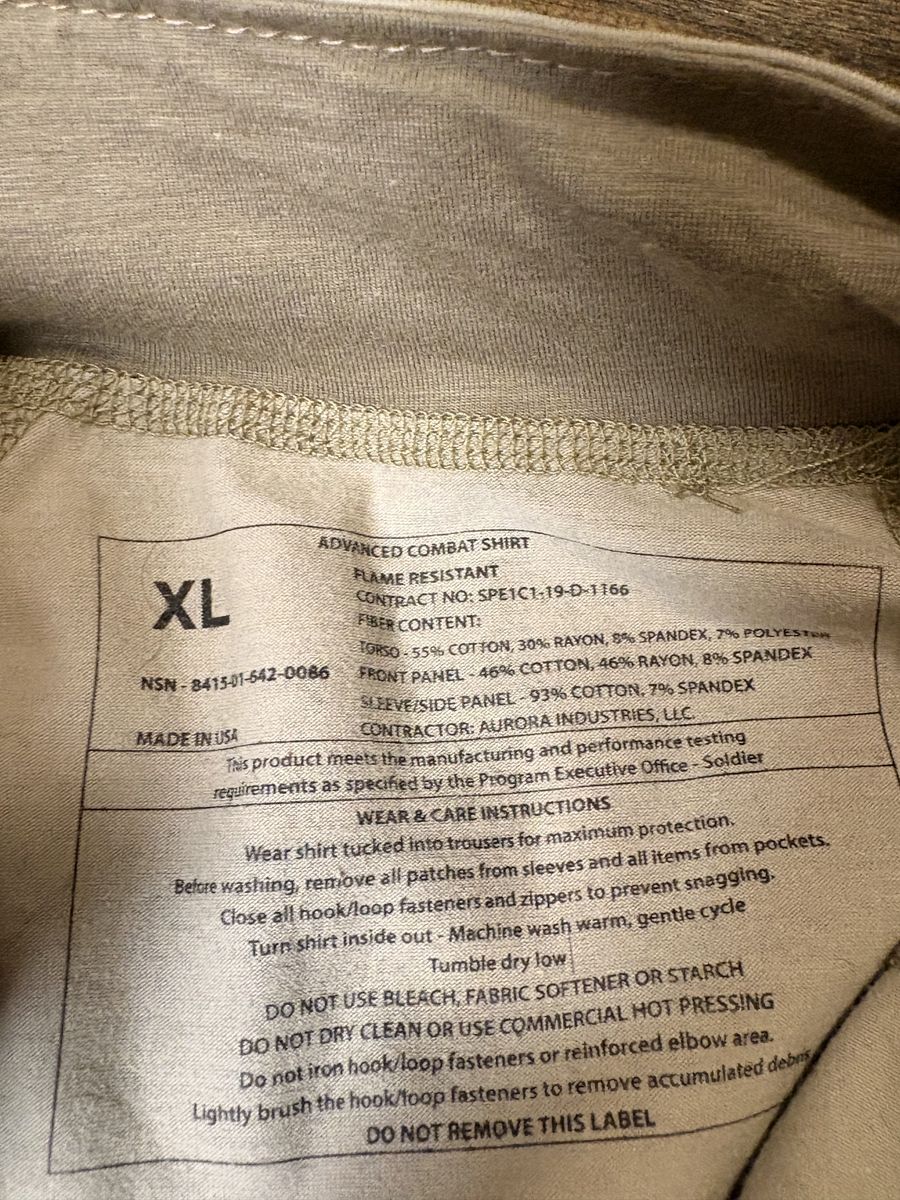 ADVANCED COMBAT SHIRT
XL
FLAME RESISTANT
CONTRACT NO: SPE1C1-19-D-1166
FIBER CONTENT:
TORSO - 55% COTTON, 30% RAYON, 8% SPANDEX, 7% POLYESTER
NSN - 8415-01-642-0086
FRONT PANEL - 46% COTTON, 46% RAYON, 8% SPANDEX
SLEEVE/SIDE PANEL - 93% COTTON, 7% SPANDEX
MADE IN USA
CONTRACTOR: AURORA INDUSTRIES, LLC.
This product meets the manufacturing and performance testing
requirements as specified by the Program Executive Office - Soldier
WEAR & CARE INSTRUCTIONS
Wear shirt tucked into trousers for maximum protection.
Before washing, remove all patches from sleeves and all items from pockets.
Close all hook/loop fasteners and zippers to prevent snagging.
Turn shirt inside out - Machine wash warm, gentle cycle
Tumble dry low
DO NOT USE BLEACH, FABRIC SOFTENER OR STARCH
DO NOT DRY CLEAN OR USE COMMERCIAL HOT PRESSING
Do not iron hook/loop fasteners or reinforced elbow area.
Lightly brush the hook/loop fasteners to remove accumulated debris
DO NOT REMOVE THIS LABEL